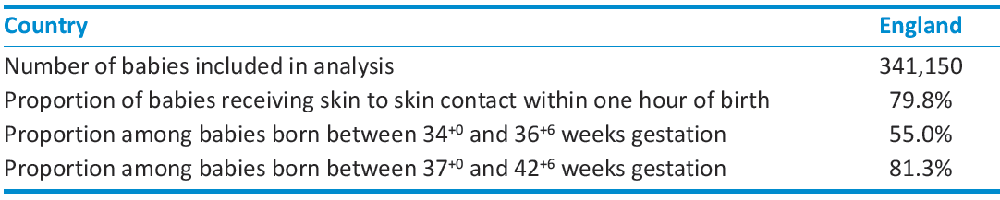 Country England
Number of babies included in analysis 341,150
Proportion of babies receiving skin to skin contact within one hour of birth 79.8%
Proportion among babies born between 34⁺⁰ and 36⁺⁶ weeks gestation 55.0%
Proportion among babies born between 37⁺⁰ and 42⁺⁶ weeks gestation 81.3%